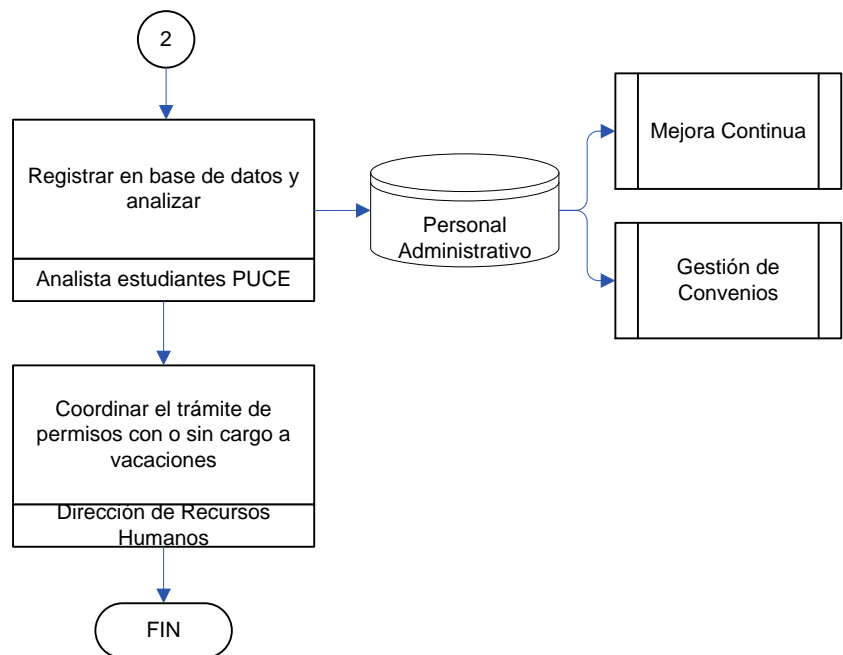 2
Registrar en base de datos y
analizar
Analista estudiantes PUCE
Personal
Administrativo
Mejora Continua
Gestión de
Convenios
Coordinar el trámite de
permisos con o sin cargo a
vacaciones
Dirección de Recursos
Humanos
FIN